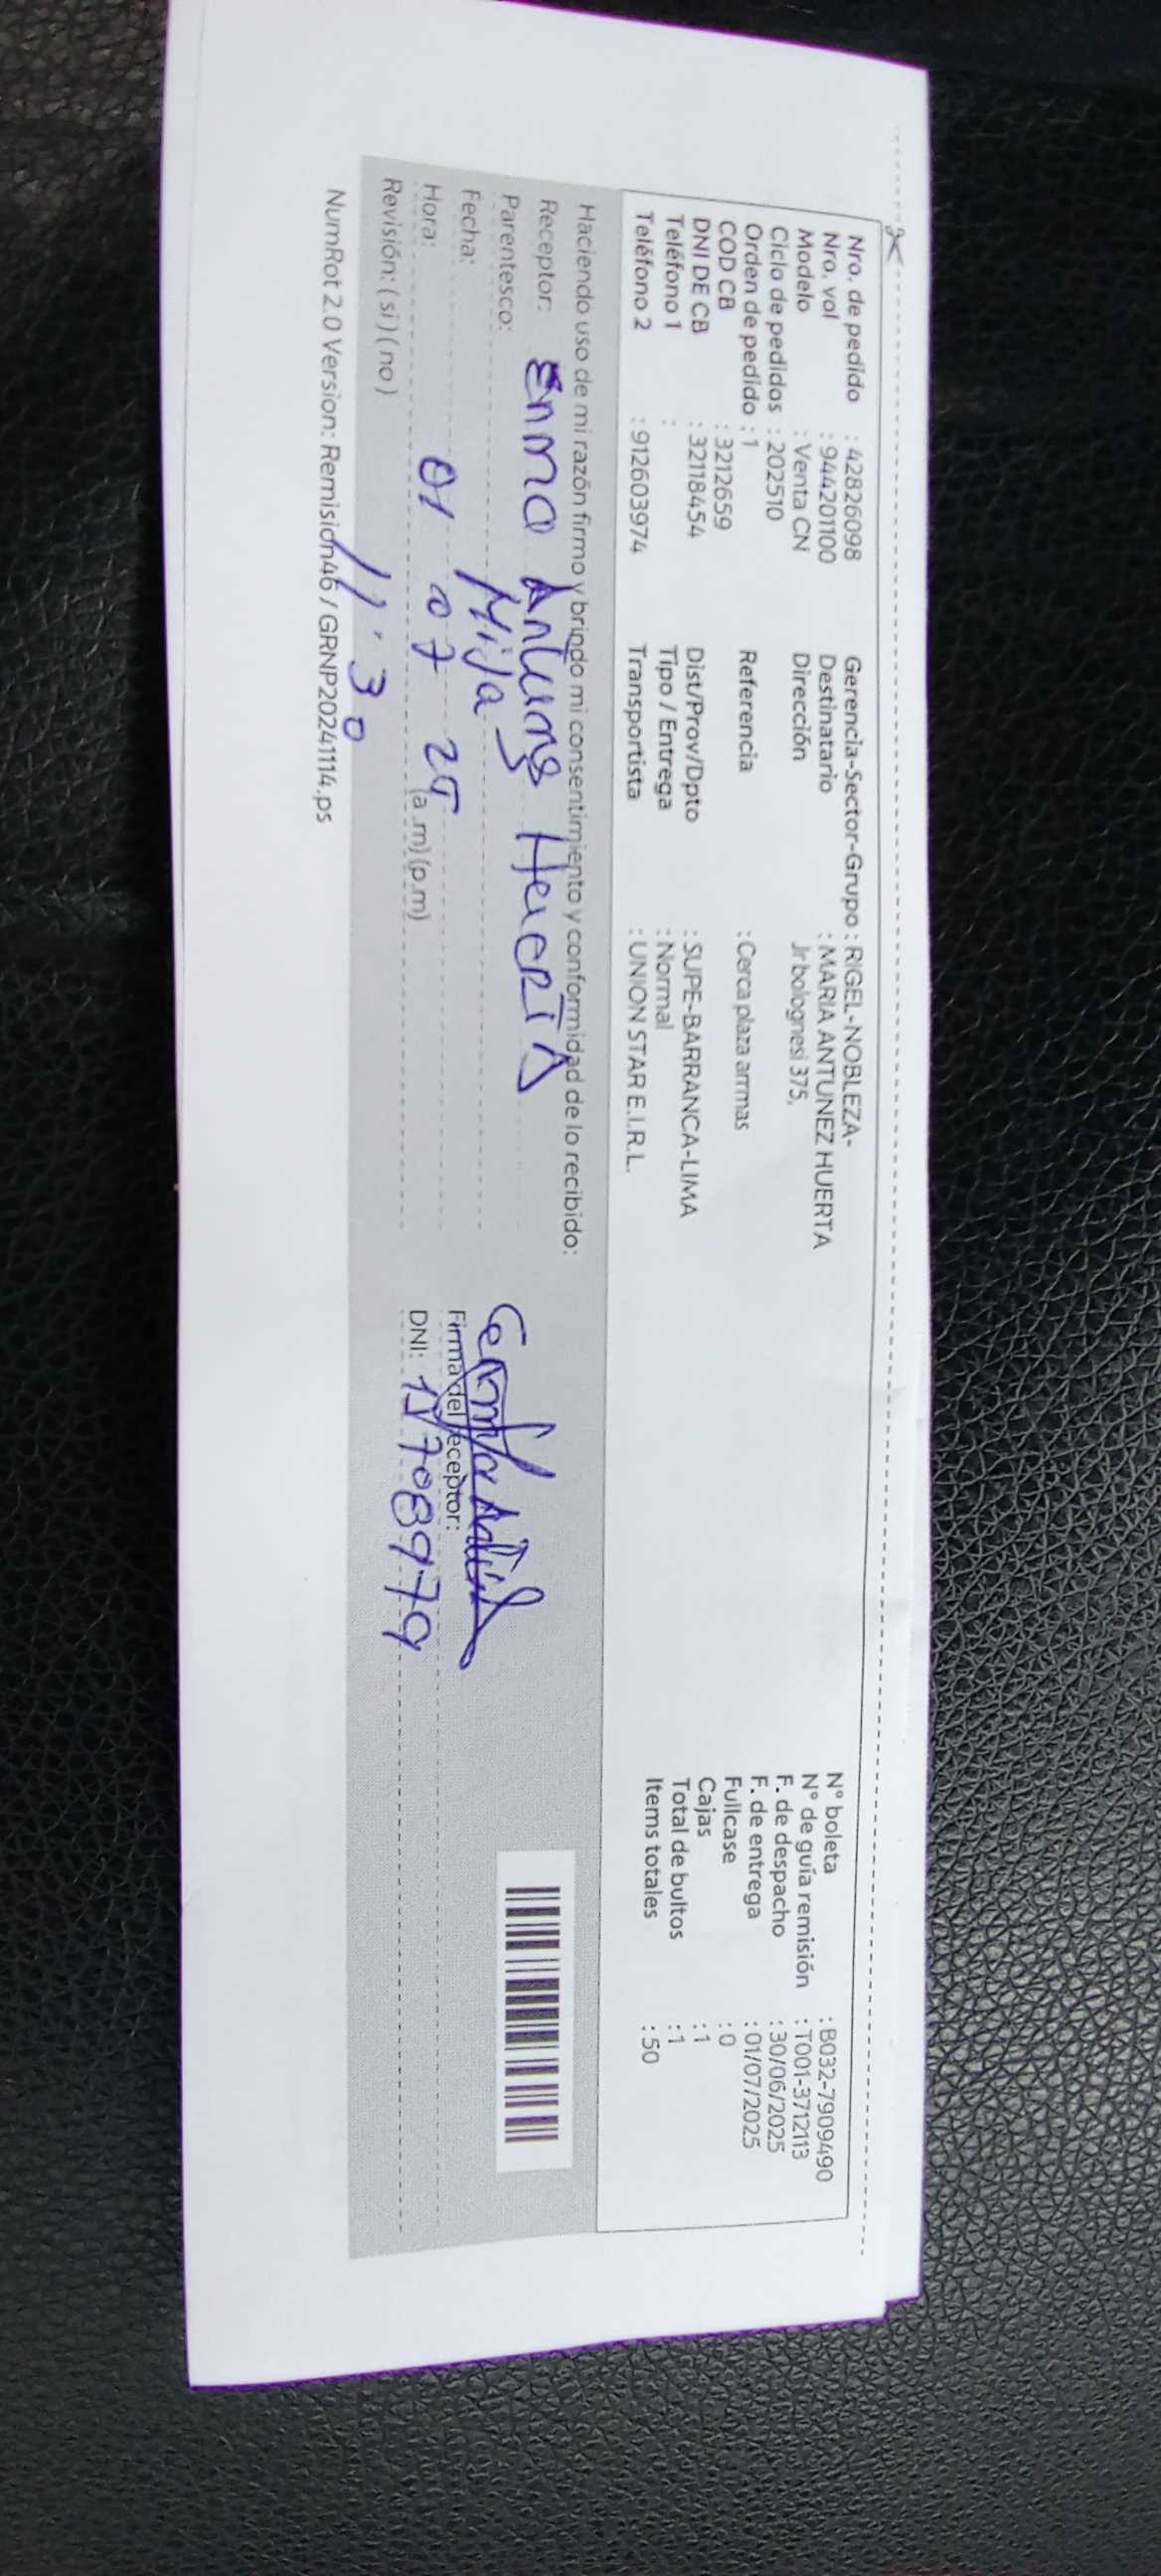 Nro. de pedido : 42826098
Nro. vol : 944201100
Modelo : Venta CN
Ciclo de pedidos : 202510
Orden de pedido : 1
COD CB : 3212659
DNI DE CB : 32118454
Teléfono 1 :
Teléfono 2 : 912603974
Gerencia-Sector-Grupo : RIGEL-NOBLEZA-
Destinatario : MARIA ANTUNEZ HUERTA
Dirección Jr bolognesi 375,
Referencia : Cerca plaza arrmas
Dist/Prov/Dpto : SUPE-BARRANCA-LIMA
Tipo / Entrega : Normal
Transportista : UNION STAR E.I.R.L.
N° boleta : B032-7909490
N° de guía remisión : T001-3712113
F. de despacho : 30/06/2025
F. de entrega : 01/07/2025
Fullcase : 0
Cajas : 1
Total de bultos : 1
Items totales : 50
Haciendo uso de mi razón firmo y brindo mi consentimiento y conformidad de lo recibido:
Receptor: Enma Antunez Huerta
Parentesco: Mija
Fecha: 01 07 25
Hora: 11:30 (a.m) (p.m)
Revisión: ( si ) ( no )
Firma del receptor:
DNI:
NumRot 2.0 Version: Remision46 / GRNP20241114.ps